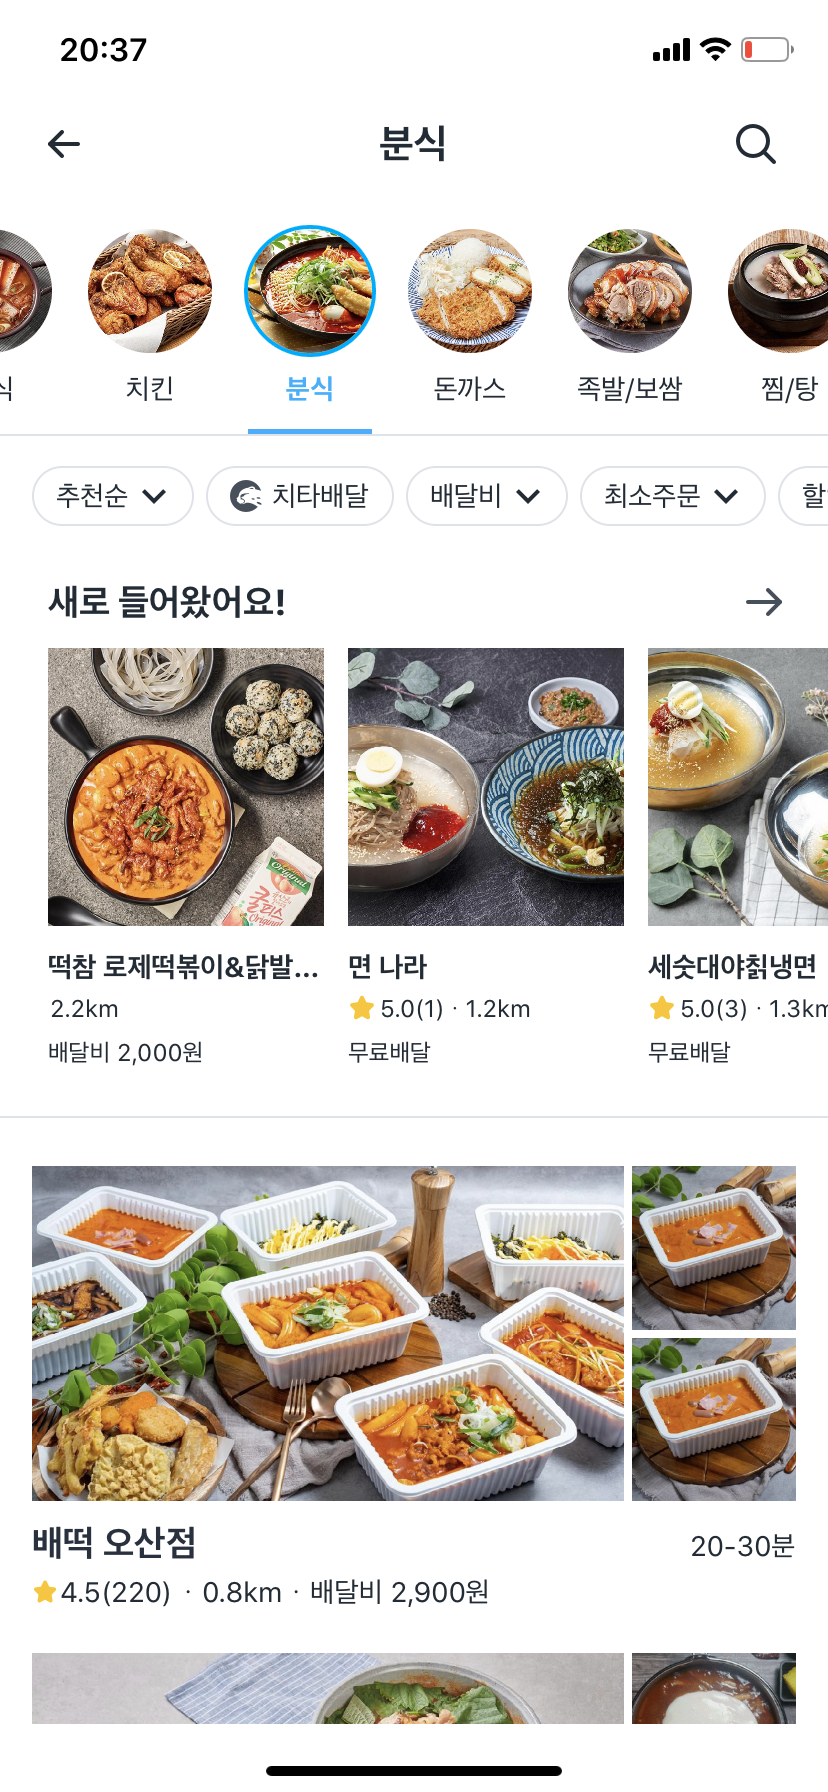 20:37
분식
식
치킨
분식
돈까스
족발/보쌈
찜/탕
추천순
치타배달
배달비
최소주문
할
새로 들어왔어요!
Original
쿨피스
Original
떡참 로제떡볶이&닭발...
2.2km
배달비 2,000원
면 나라
5.0(1) · 1.2km
무료배달
세숫대야칡냉면
5.0(3) · 1.3km
무료배달
배떡 오산점
20-30분
4.5(220) · 0.8km · 배달비 2,900원